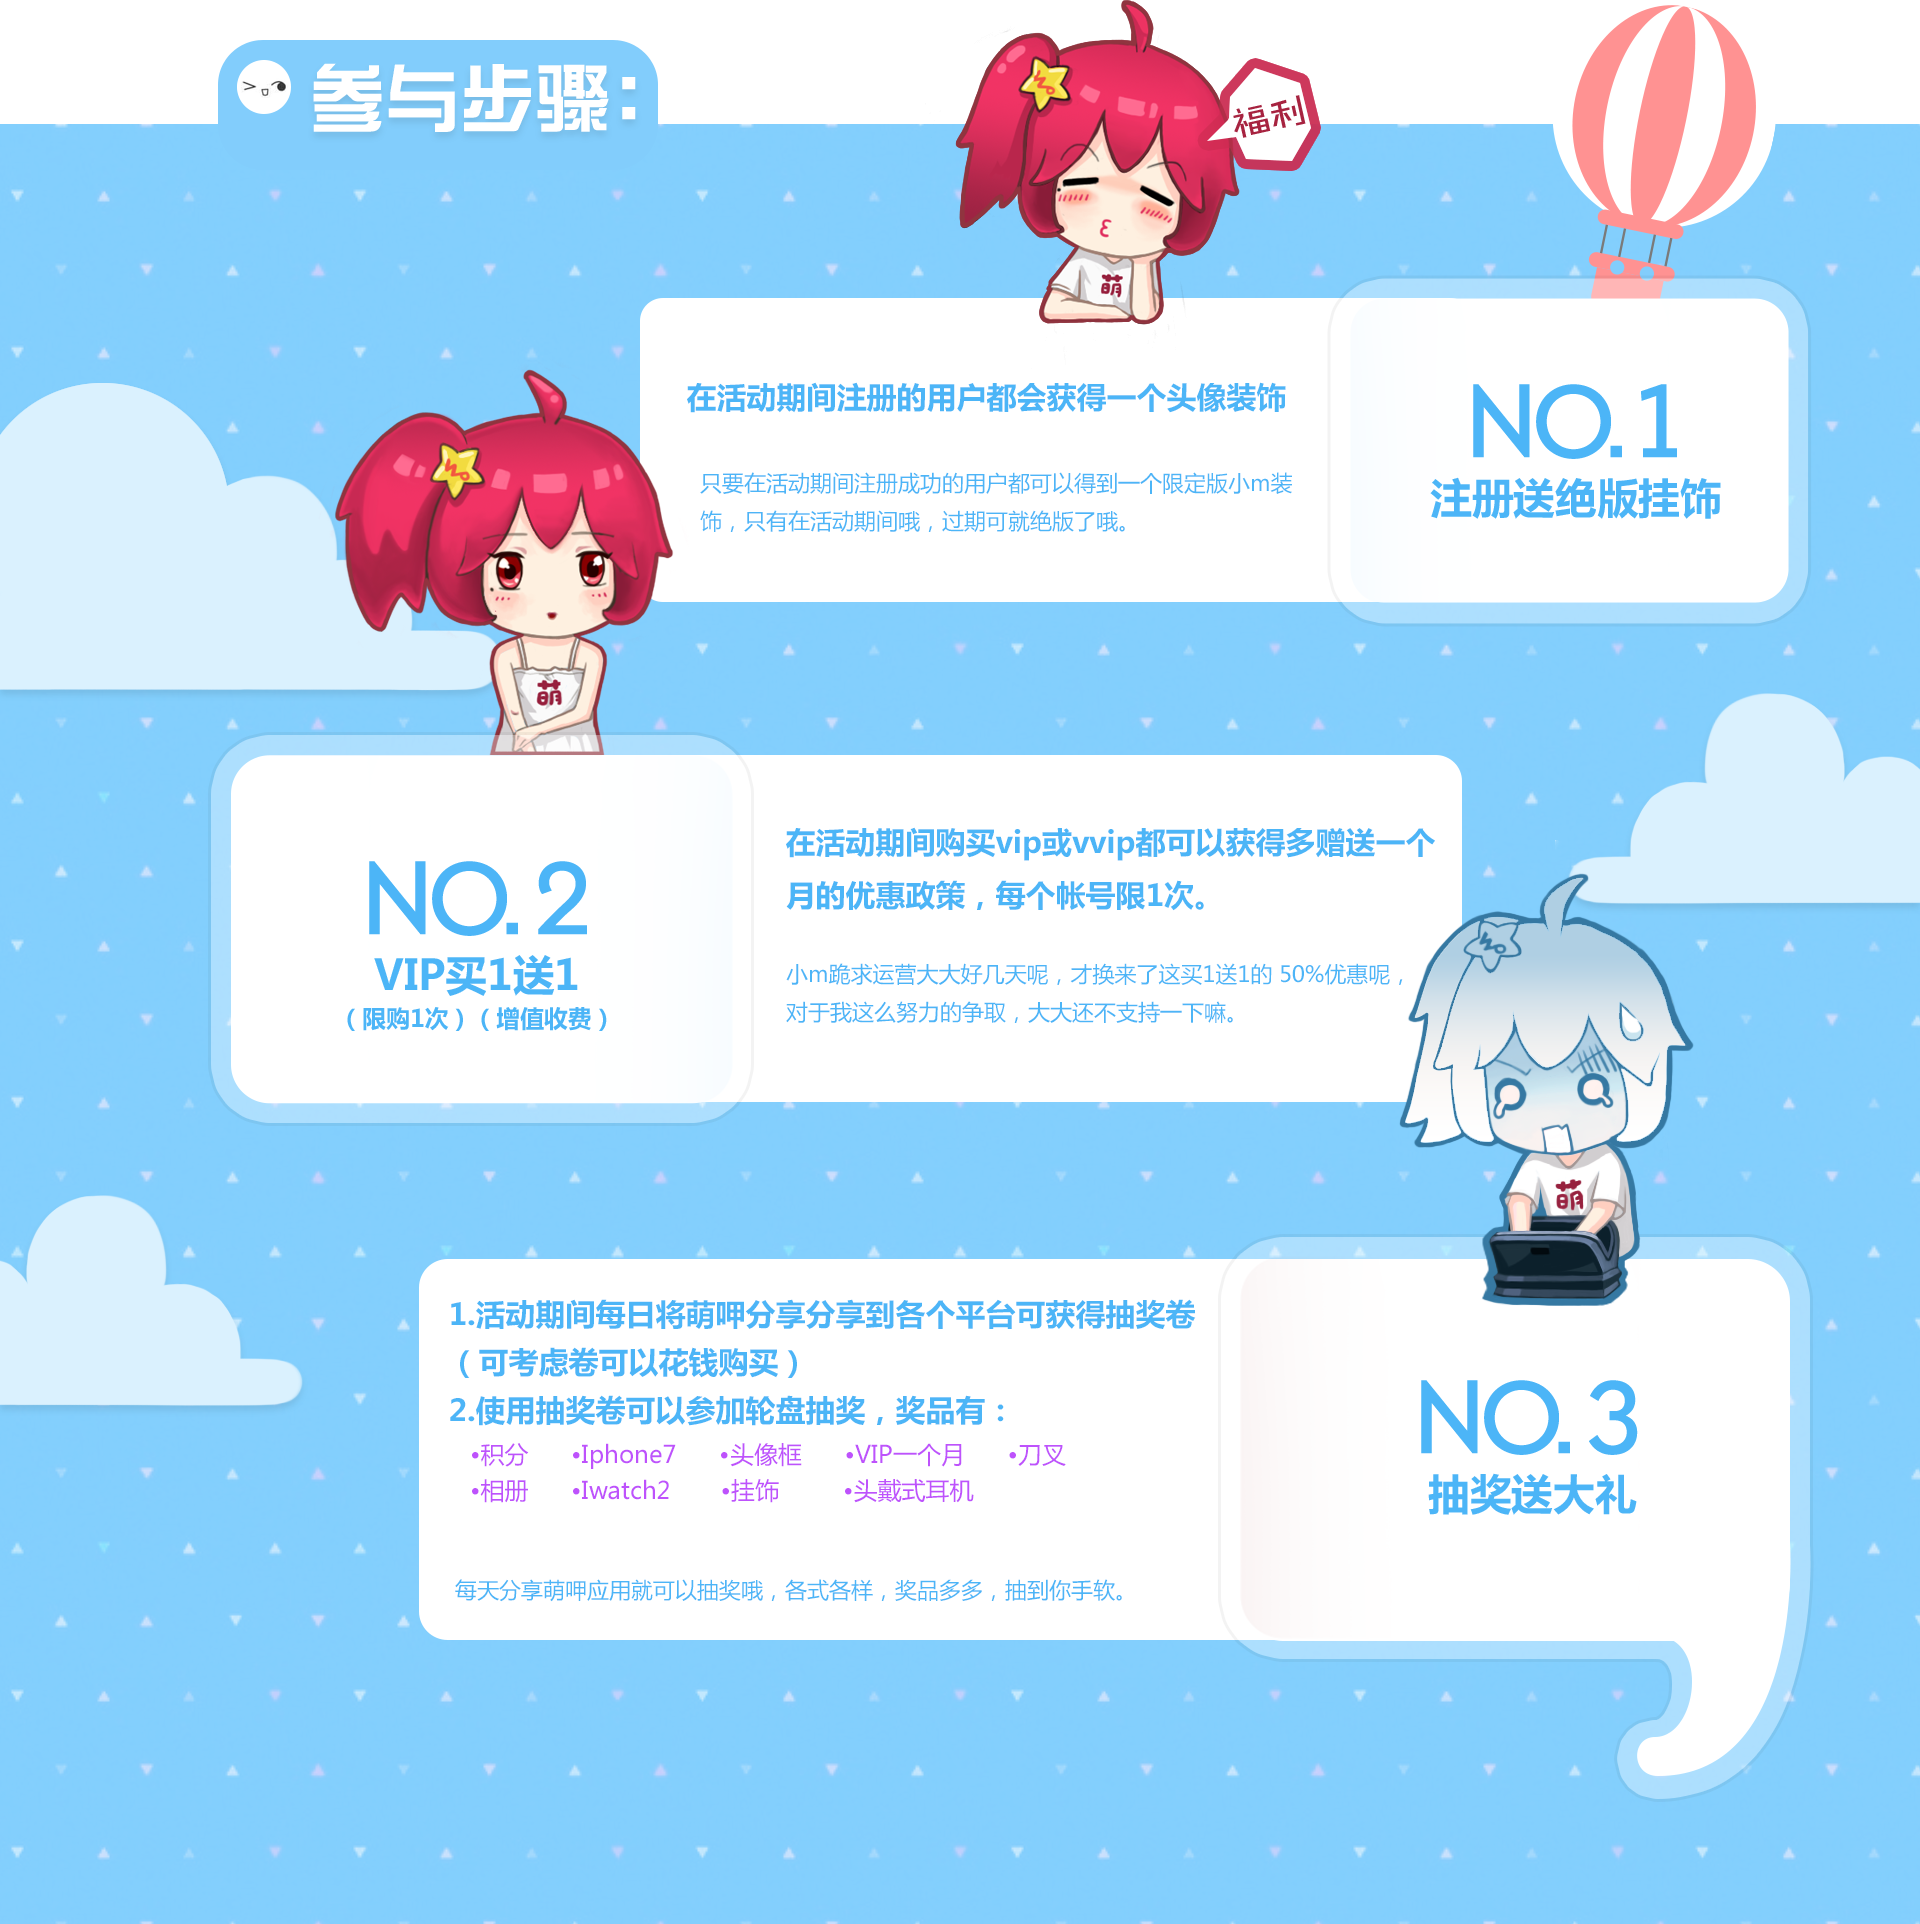 参与步骤：
福利
萌
在活动期间注册的用户都会获得一个头像装饰
只要在活动期间注册成功的用户都可以得到一个限定版小m装
饰，只有在活动期间哦，过期可就绝版了哦。
NO.1
注册送绝版挂饰
萌
NO.2
VIP买1送1
（限购1次）（增值收费）
在活动期间购买vip或vvip都可以获得多赠送一个
月的优惠政策，每个帐号限1次。
小m跪求运营大大好几天呢，才换来了这买1送1的 50%优惠呢，
对于我这么努力的争取，大大还不支持一下嘛。
萌
1.活动期间每日将萌呷分享分享到各个平台可获得抽奖卷
（可考虑卷可以花钱购买）
2.使用抽奖卷可以参加轮盘抽奖，奖品有：
•积分 •Iphone7 •头像框 •VIP一个月 •刀叉
•相册 •Iwatch2 •挂饰 •头戴式耳机
每天分享萌呷应用就可以抽奖哦，各式各样，奖品多多，抽到你手软。
NO.3
抽奖送大礼